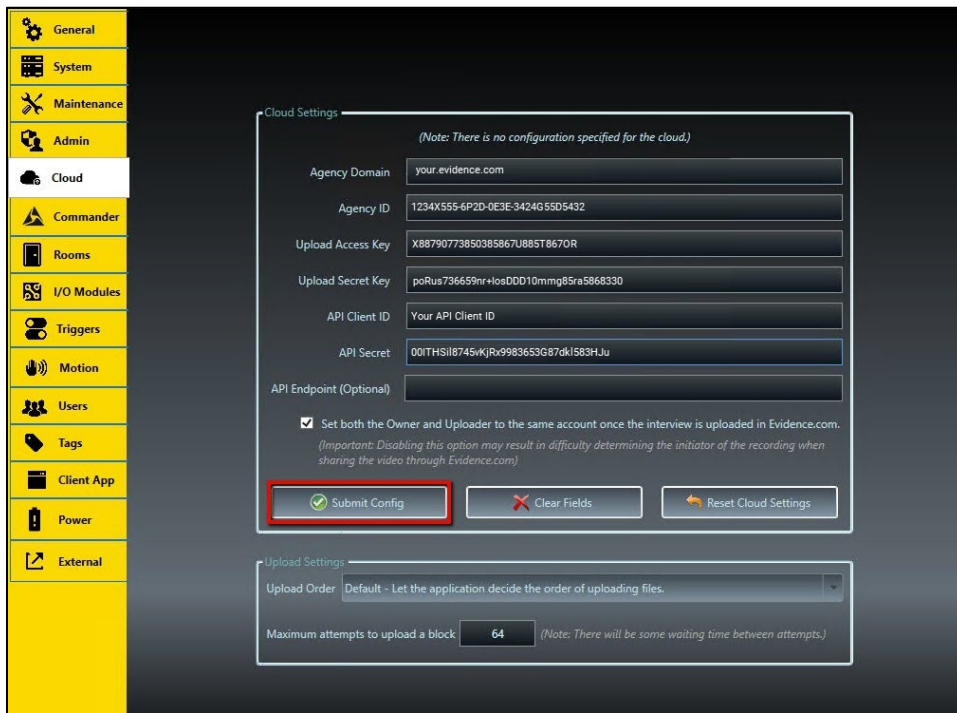 General
System
Maintenance
Admin
Cloud
Commander
Rooms
I/O Modules
Triggers
Motion
Users
Tags
Client App
Power
External
Cloud Settings
(Note: There is no configuration specified for the cloud.)
Agency Domain your.evidence.com
Agency ID 1234X555-6P2D-0E3E-3424G55D5432
Upload Access Key X88790773850385867U885T867OR
Upload Secret Key poRus736659nr+IosDDD10mmg85ra5868330
API Client ID Your API Client ID
API Secret 00ITHSil8745vKjRx9983653G87dkl583HJu
API Endpoint (Optional)
Set both the Owner and Uploader to the same account once the interview is uploaded in Evidence.com.
(Important: Disabling this option may result in difficulty determining the initiator of the recording when
sharing the video through Evidence.com)
Submit Config Clear Fields Reset Cloud Settings
Upload Settings
Upload Order Default - Let the application decide the order of uploading files.
Maximum attempts to upload a block 64 (Note: There will be some waiting time between attempts.)